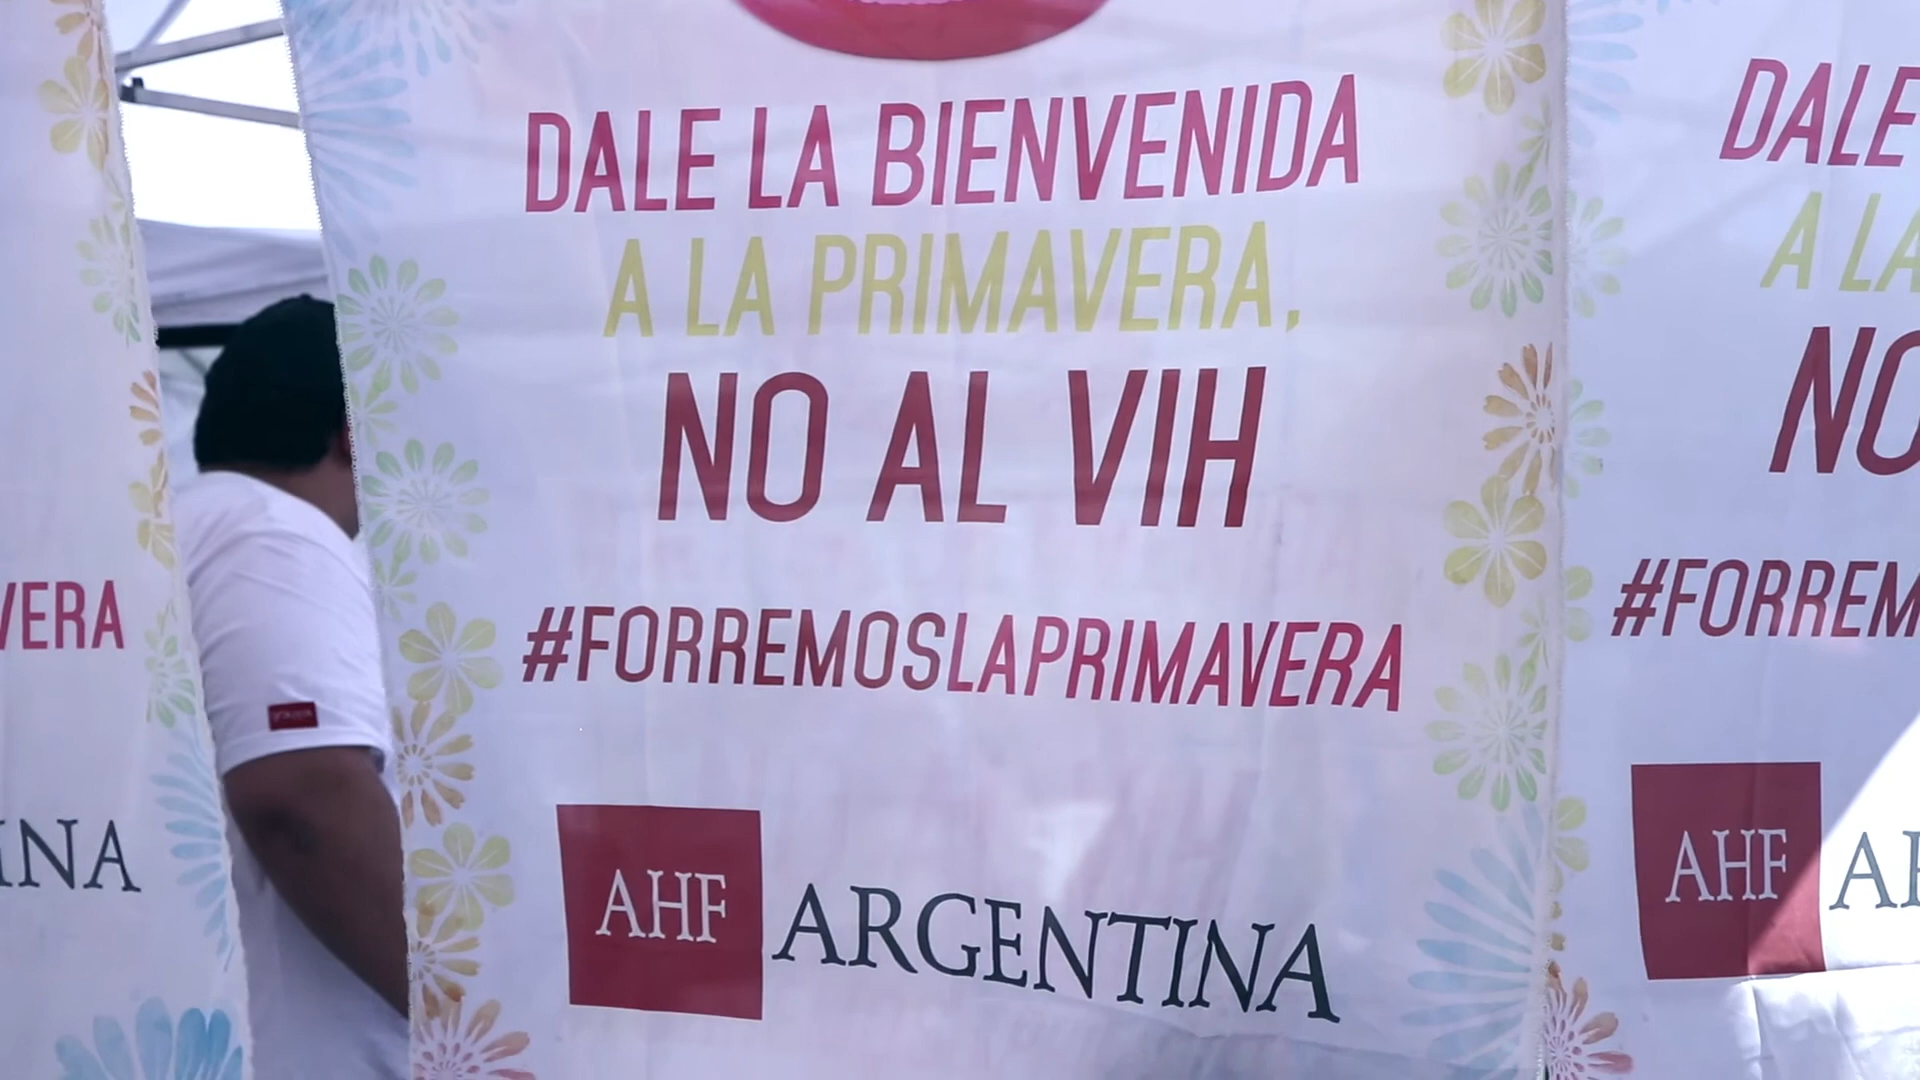 DALE LA BIENVENIDA
A LA PRIMAVERA,
NO AL VIH
#FORREMOSLAPRIMAVERA
AHF ARGENTINA
VERA
INA
DALE
A LA
NO
#FORREM
AHF